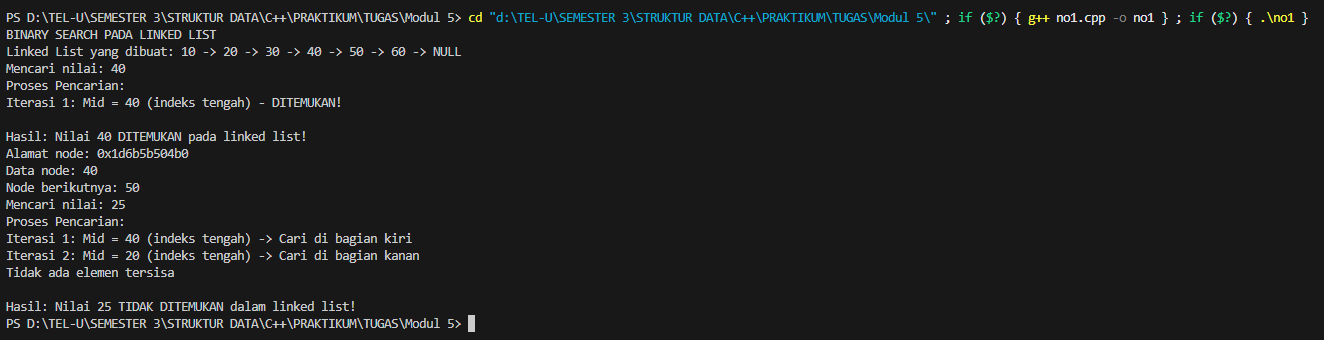 PS D:\TEL-U\SEMESTER 3\STRUKTUR DATA\C++\PRAKTIKUM\TUGAS\Modul 5> cd "d:\TEL-U\SEMESTER 3\STRUKTUR DATA\C++\PRAKTIKUM\TUGAS\Modul 5\" ; if ($?) { g++ no1.cpp -o no1 } ; if ($?) { .\no1 }
BINARY SEARCH PADA LINKED LIST
Linked List yang dibuat: 10 -> 20 -> 30 -> 40 -> 50 -> 60 -> NULL
Mencari nilai: 40
Proses Pencarian:
Iterasi 1: Mid = 40 (indeks tengah) - DITEMUKAN!
Hasil: Nilai 40 DITEMUKAN pada linked list!
Alamat node: 0x1d6b5b504b0
Data node: 40
Node berikutnya: 50
Mencari nilai: 25
Proses Pencarian:
Iterasi 1: Mid = 40 (indeks tengah) -> Cari di bagian kiri
Iterasi 2: Mid = 20 (indeks tengah) -> Cari di bagian kanan
Tidak ada elemen tersisa
Hasil: Nilai 25 TIDAK DITEMUKAN dalam linked list!
PS D:\TEL-U\SEMESTER 3\STRUKTUR DATA\C++\PRAKTIKUM\TUGAS\Modul 5>